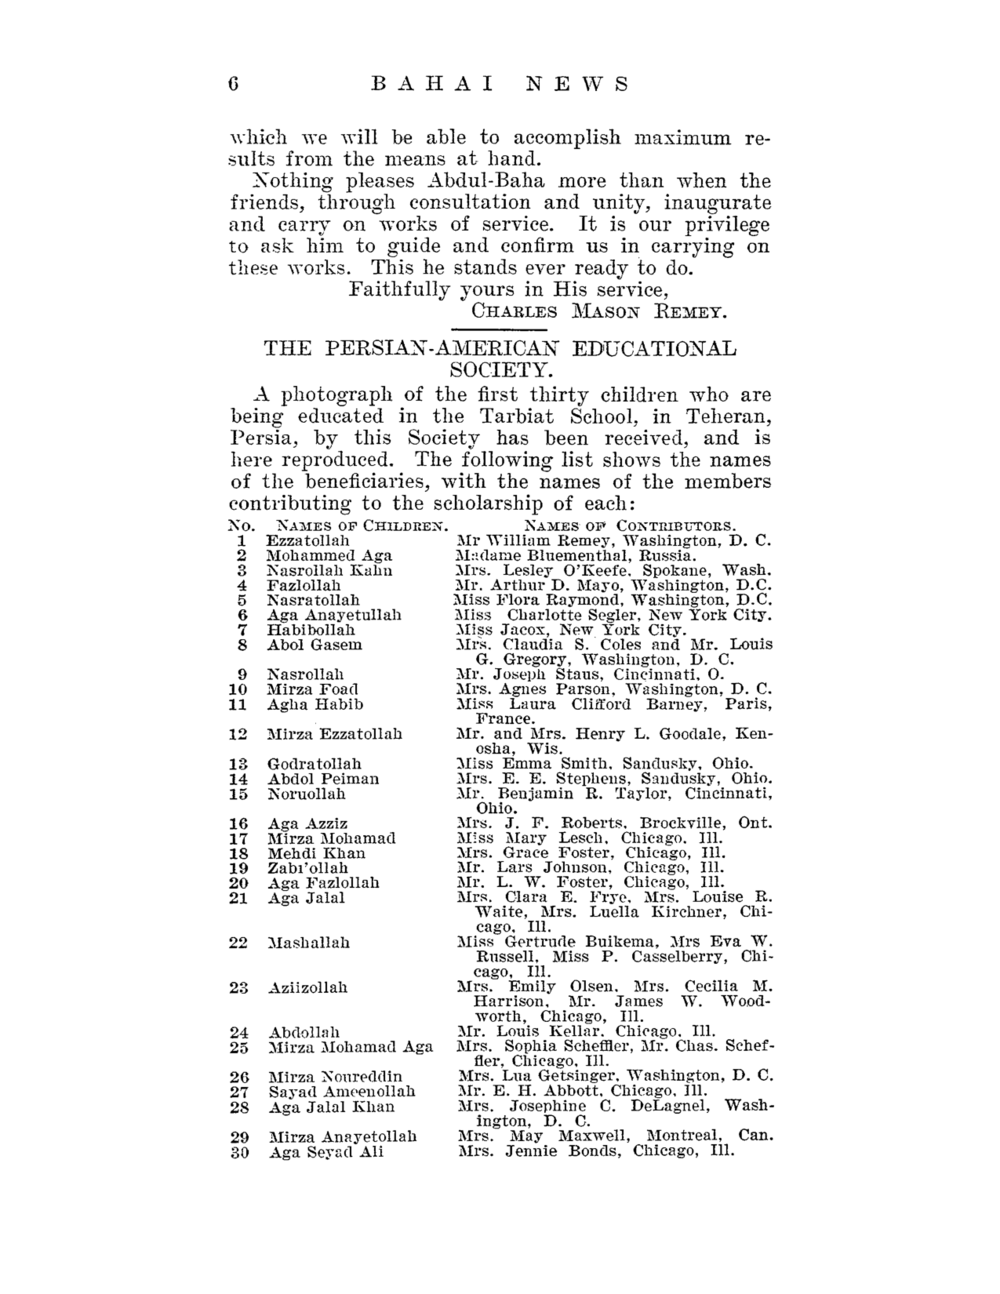 6 BAHAI NEWS
which we will be able to accomplish maximum re-
sults from the means at hand.
Nothing pleases Abdul-Baha more than when the
friends, through consultation and unity, inaugurate
and carry on works of service. It is our privilege
to ask him to guide and confirm us in carrying on
these works. This he stands ever ready to do.
Faithfully yours in His service,
CHARLES MASON REMEY.
THE PERSIAN-AMERICAN EDUCATIONAL
SOCIETY.
A photograph of the first thirty children who are
being educated in the Tarbiat School, in Teheran,
Persia, by this Society has been received, and is
here reproduced. The following list shows the names
of the beneficiaries, with the names of the members
contributing to the scholarship of each:
No. NAMES OF CHILDREN. NAMES OF CONTRIBUTORS.
1 Ezzatollah Mr William Remey, Washington, D. C.
2 Mohammed Aga Madame Bluementhal, Russia.
3 Nasrollah Kahn Mrs. Lesley O'Keefe. Spokane, Wash.
4 Fazlollah Mr. Arthur D. Mayo, Washington, D.C.
5 Nasratollah Miss Flora Raymond, Washington, D.C.
6 Aga Anayetullah Miss Charlotte Segler, New York City.
7 Habibollah Miss Jacox, New York City.
8 Abol Gasem Mrs. Claudia S. Coles and Mr. Louis
G. Gregory, Washington, D. C.
9 Nasrollah Mr. Joseph Staus, Cincinnati, O.
10 Mirza Foad Mrs. Agnes Parson, Washington, D. C.
11 Agha Habib Miss Laura Clifford Barney, Paris,
France.
12 Mirza Ezzatollah Mr. and Mrs. Henry L. Goodale, Ken-
osha, Wis.
13 Godratollah Miss Emma Smith, Sandusky, Ohio.
14 Abdol Peiman Mrs. E. E. Stephens, Sandusky, Ohio.
15 Noruollah Mr. Benjamin R. Taylor, Cincinnati,
Ohio.
16 Aga Azziz Mrs. J. F. Roberts, Brockville, Ont.
17 Mirza Mohamad Miss Mary Lesch, Chicago. Ill.
18 Mehdi Khan Mrs. Grace Foster, Chicago, Ill.
19 Zabi'ollah Mr. Lars Johnson, Chicago, Ill.
20 Aga Fazlollah Mr. L. W. Foster, Chicago, Ill.
21 Aga Jalal Mrs. Clara E. Frye, Mrs. Louise R.
Waite, Mrs. Luella Kirchner, Chi-
cago, Ill.
22 Mashallah Miss Gertrude Buikema, Mrs Eva W.
Russell, Miss P. Casselberry, Chi-
cago, Ill.
23 Aziizollah Mrs. Emily Olsen, Mrs. Cecilia M.
Harrison, Mr. James W. Wood-
worth, Chicago, Ill.
24 Abdollah Mr. Louis Kellar, Chicago. Ill.
25 Mirza Mohamad Aga Mrs. Sophia Scheffler, Mr. Chas. Schef-
fler, Chicago, Ill.
26 Mirza Noureddin Mrs. Lua Getsinger, Washington, D. C.
27 Sayad Ameenollah Mr. E. H. Abbott, Chicago, Ill.
28 Aga Jalal Khan Mrs. Josephine C. DeLagnel, Wash-
ington, D. C.
29 Mirza Anayetollah Mrs. May Maxwell, Montreal, Can.
30 Aga Seyad Ali Mrs. Jennie Bonds, Chicago, Ill.